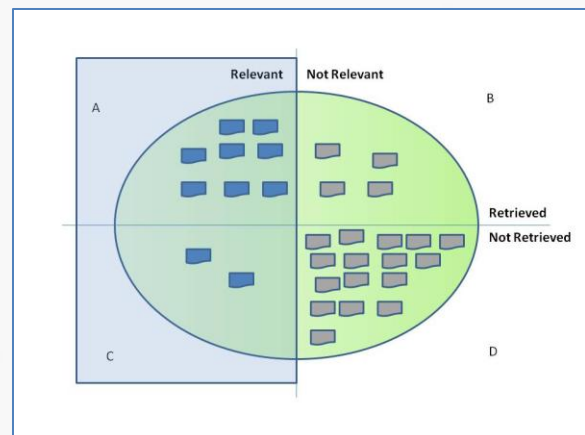 Relevant
Not Relevant
A
B
Retrieved
Not Retrieved
C
D